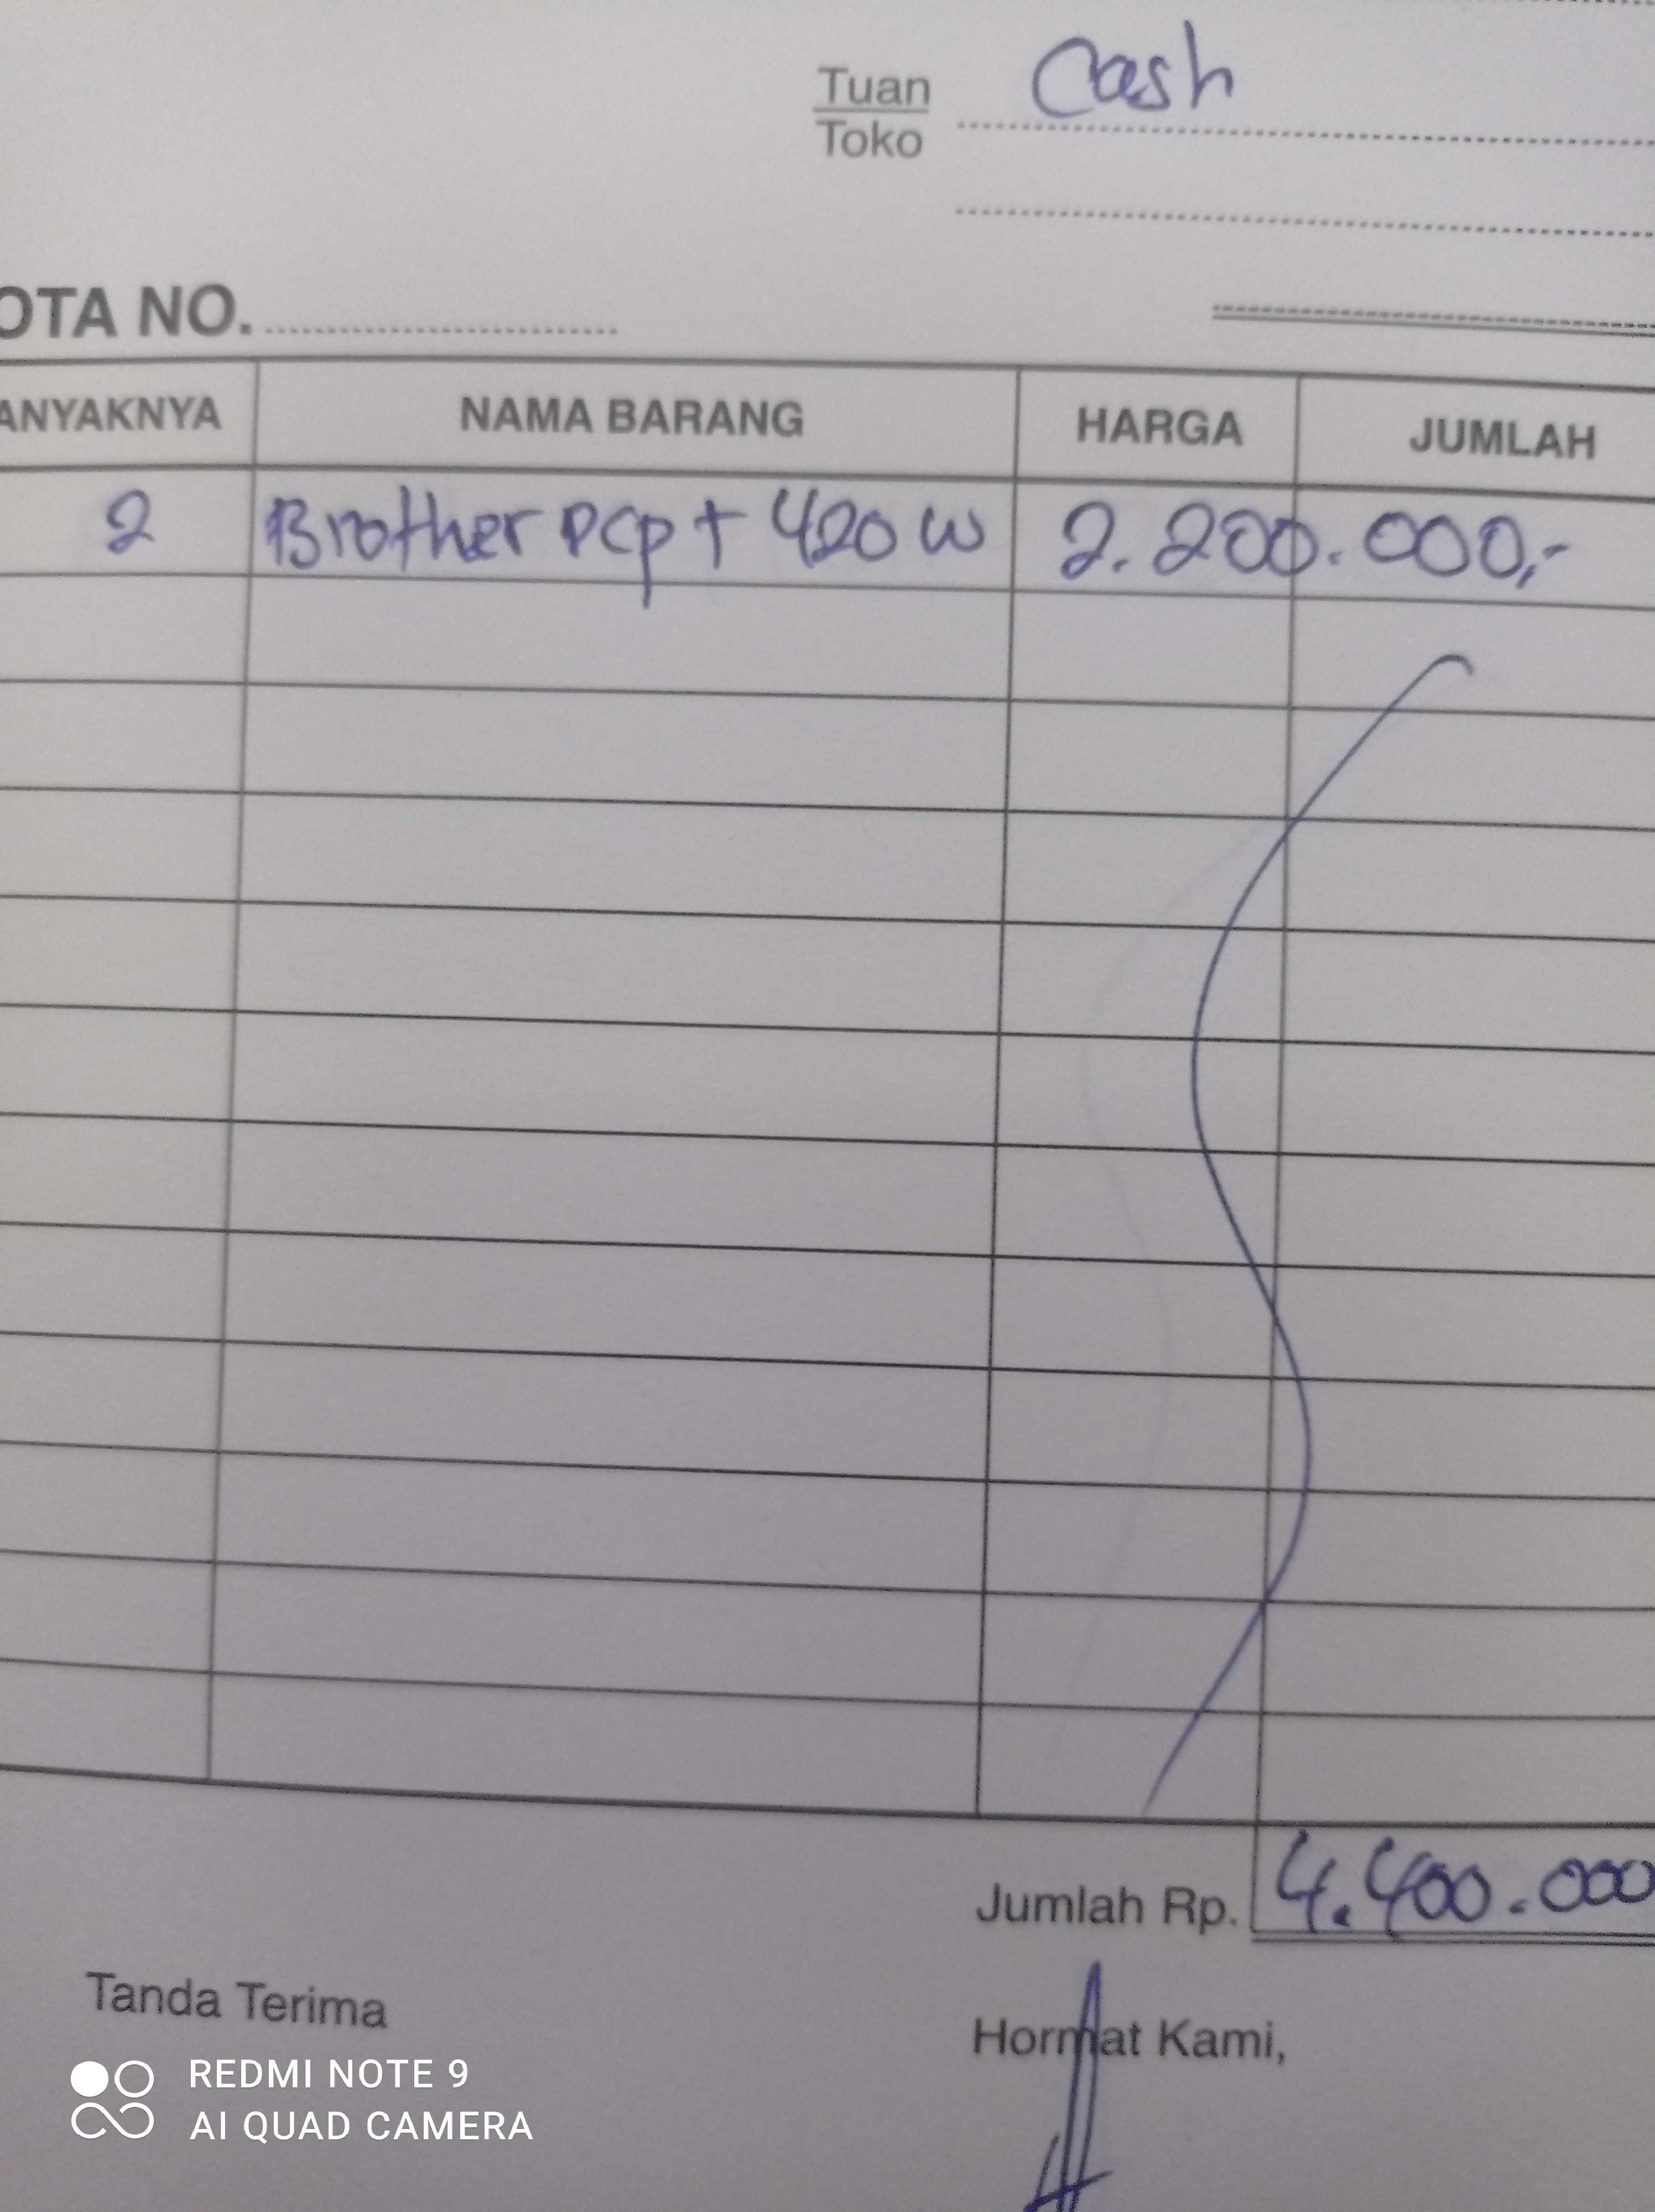 Tuan Cash
Toko
OTA NO.
ANYAKNYA NAMA BARANG HARGA JUMLAH
2 Brother DCP T 420 W 2.200.000,-
Jumlah Rp. 4.400.000
Tanda Terima
Hormat Kami,
REDMI NOTE 9
AI QUAD CAMERA